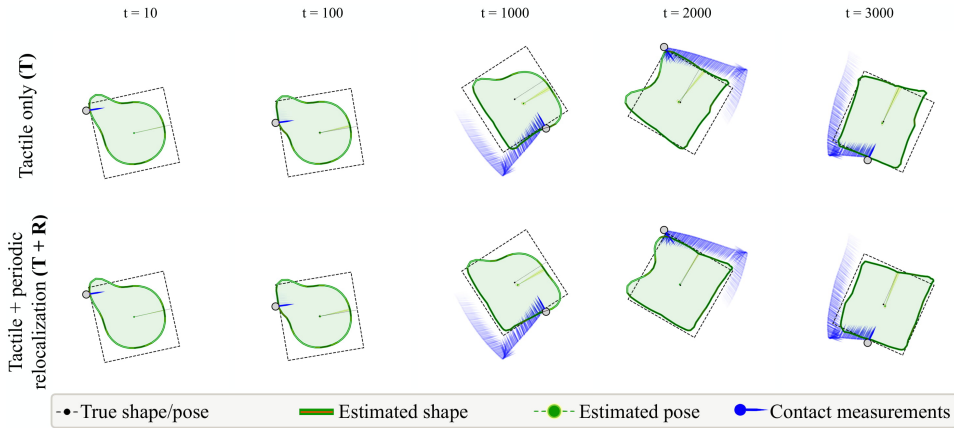 t = 10
t = 100
t = 1000
t = 2000
t = 3000
Tactile only (T)
Tactile + periodic
relocalization (T + R)
True shape/pose
Estimated shape
Estimated pose
Contact measurements